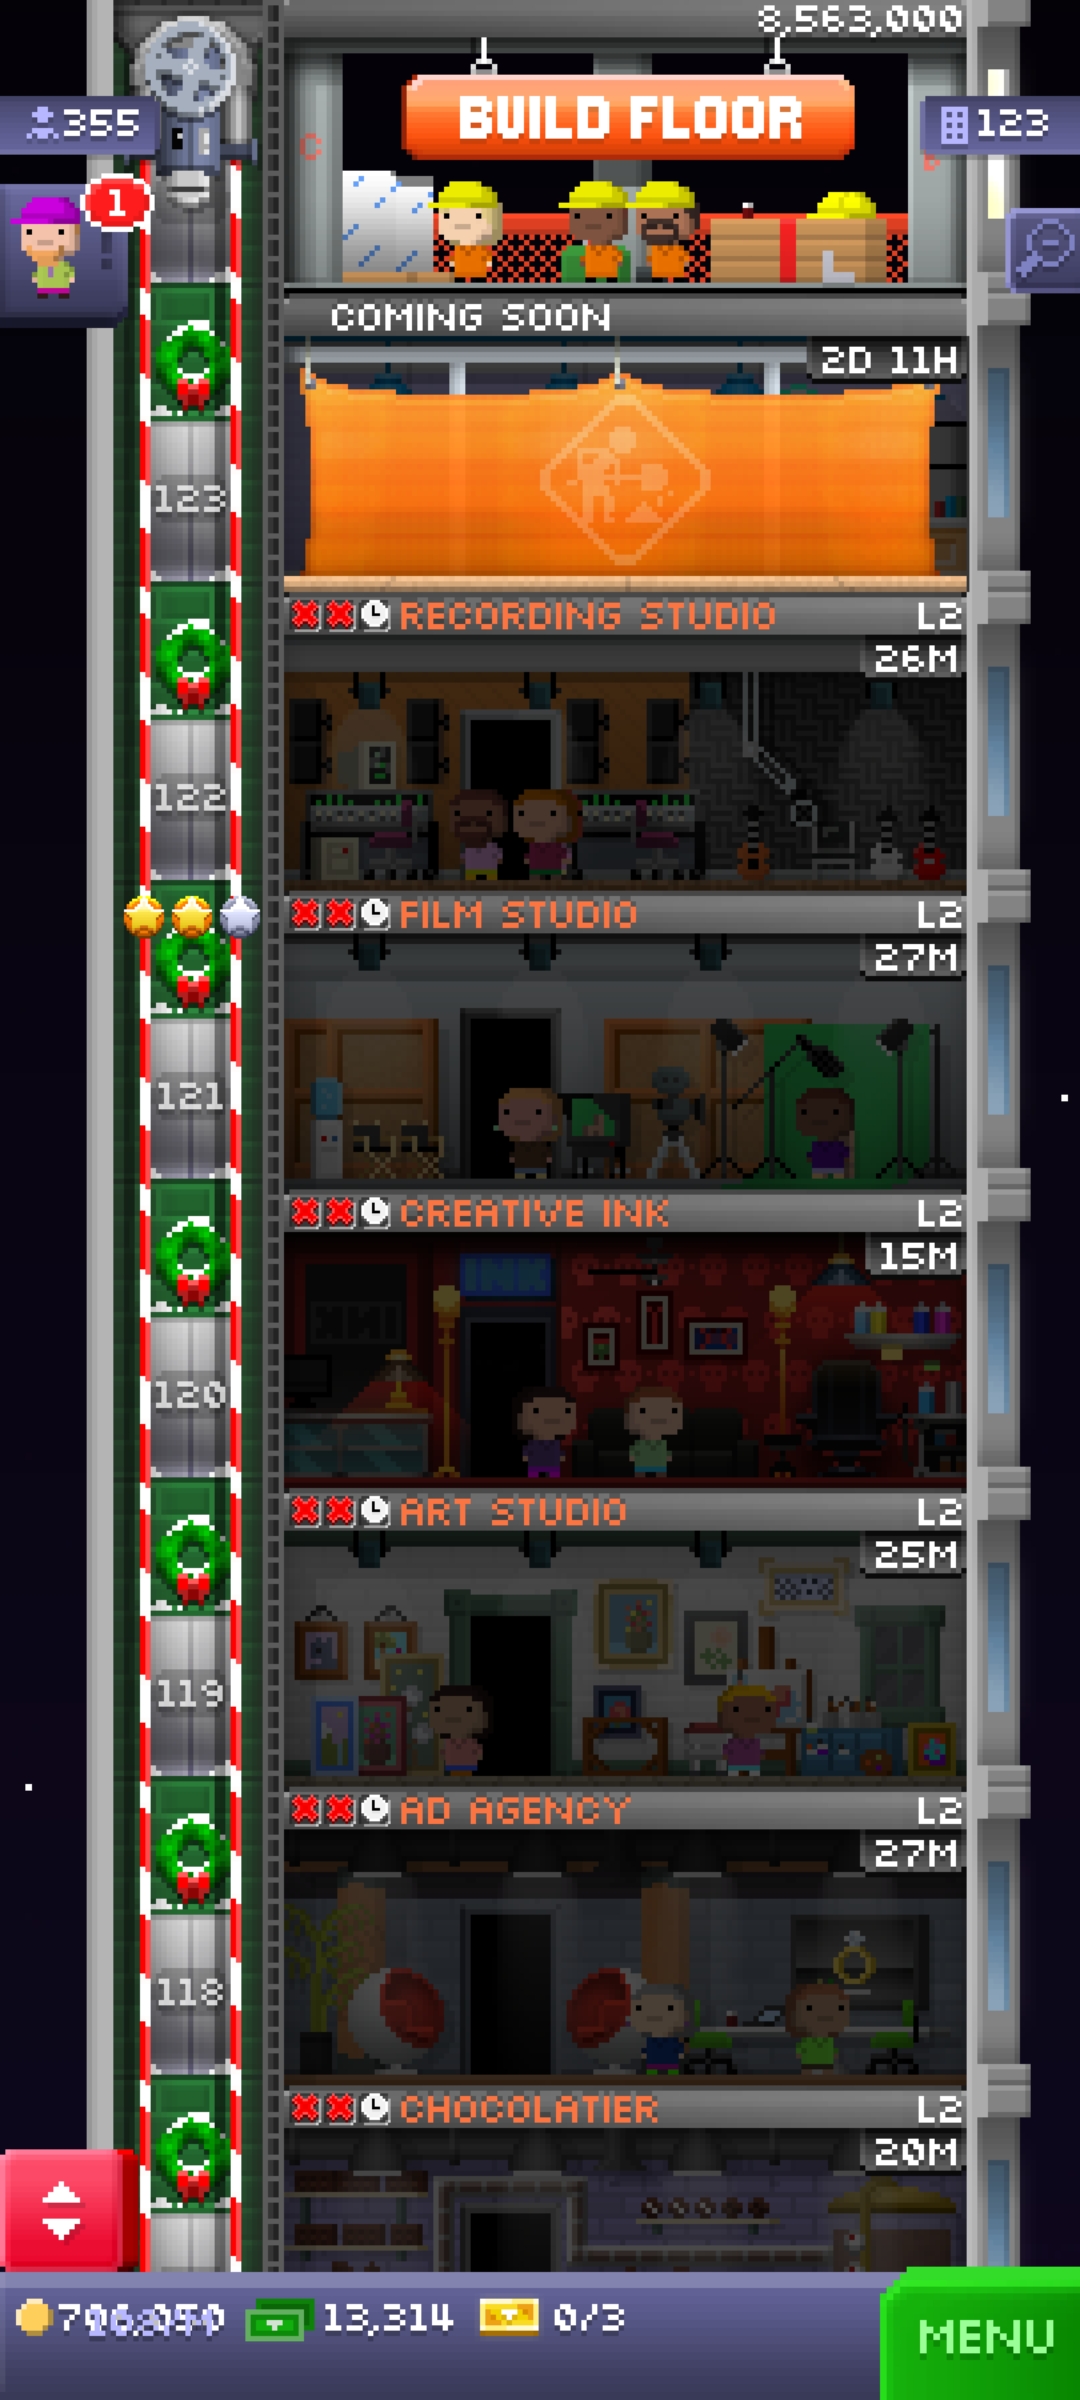 8,563,000
BUILD FLOOR
355
123
1
COMING SOON
2D 11H
123
RECORDING STUDIO L2
26M
122
FILM STUDIO L2
27M
121
CREATIVE INK L2
15M
INK
120
ART STUDIO L2
25M
119
AD AGENCY L2
27M
118
CHOCOLATIER L2
20M
13,314 0/3
MENU